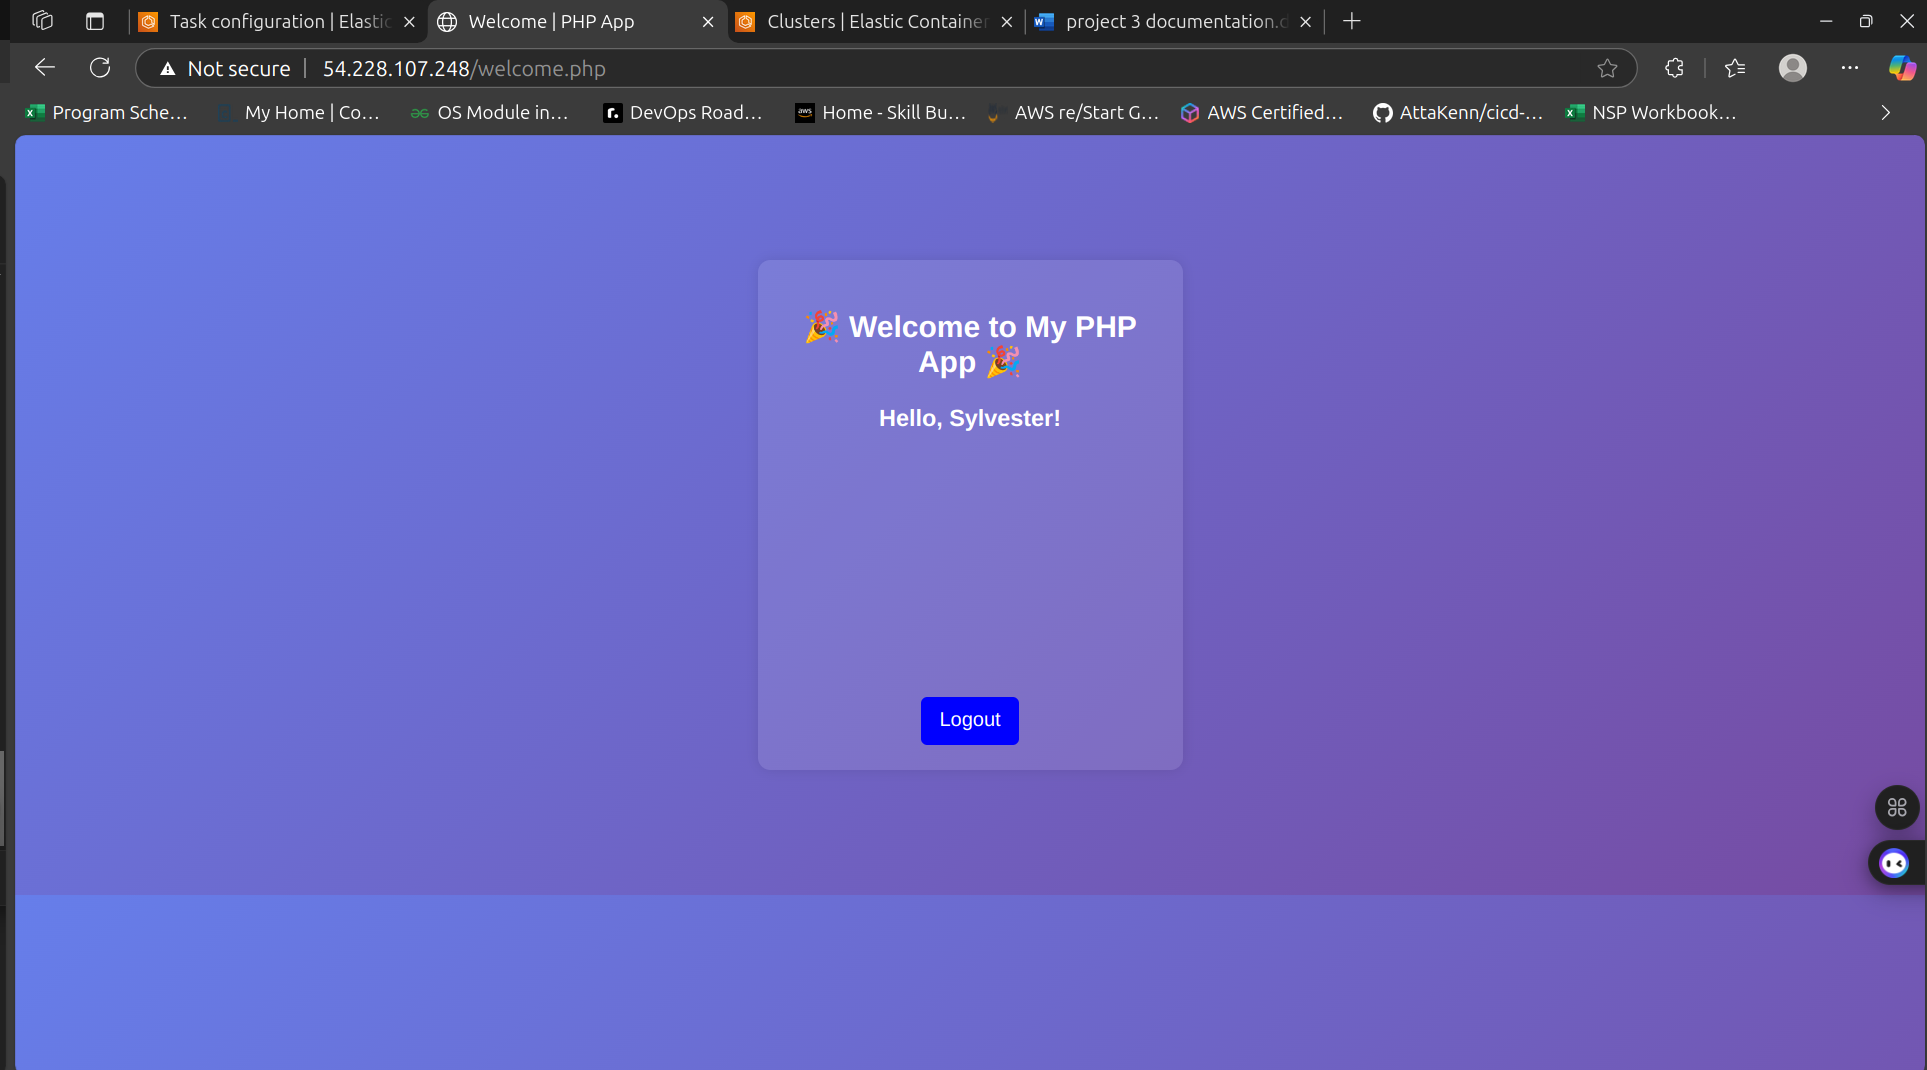 Task configuration | Elastic
Welcome | PHP App
Clusters | Elastic Container
project 3 documentation.d
Not secure | 54.228.107.248/welcome.php
Program Sche...
My Home | Co...
OS Module in...
DevOps Road...
Home - Skill Bu...
AWS re/Start G...
AWS Certified...
AttaKenn/cicd-...
NSP Workbook...
🎉 Welcome to My PHP
App 🎉
Hello, Sylvester!
Logout